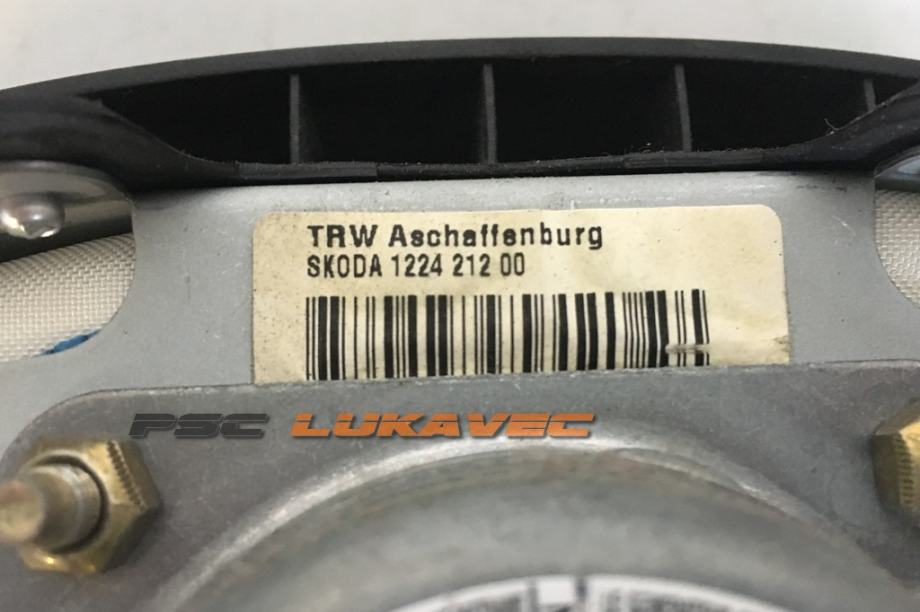 TRW Aschaffenburg
SKODA 1224 212 00
PSC LUKAVEC